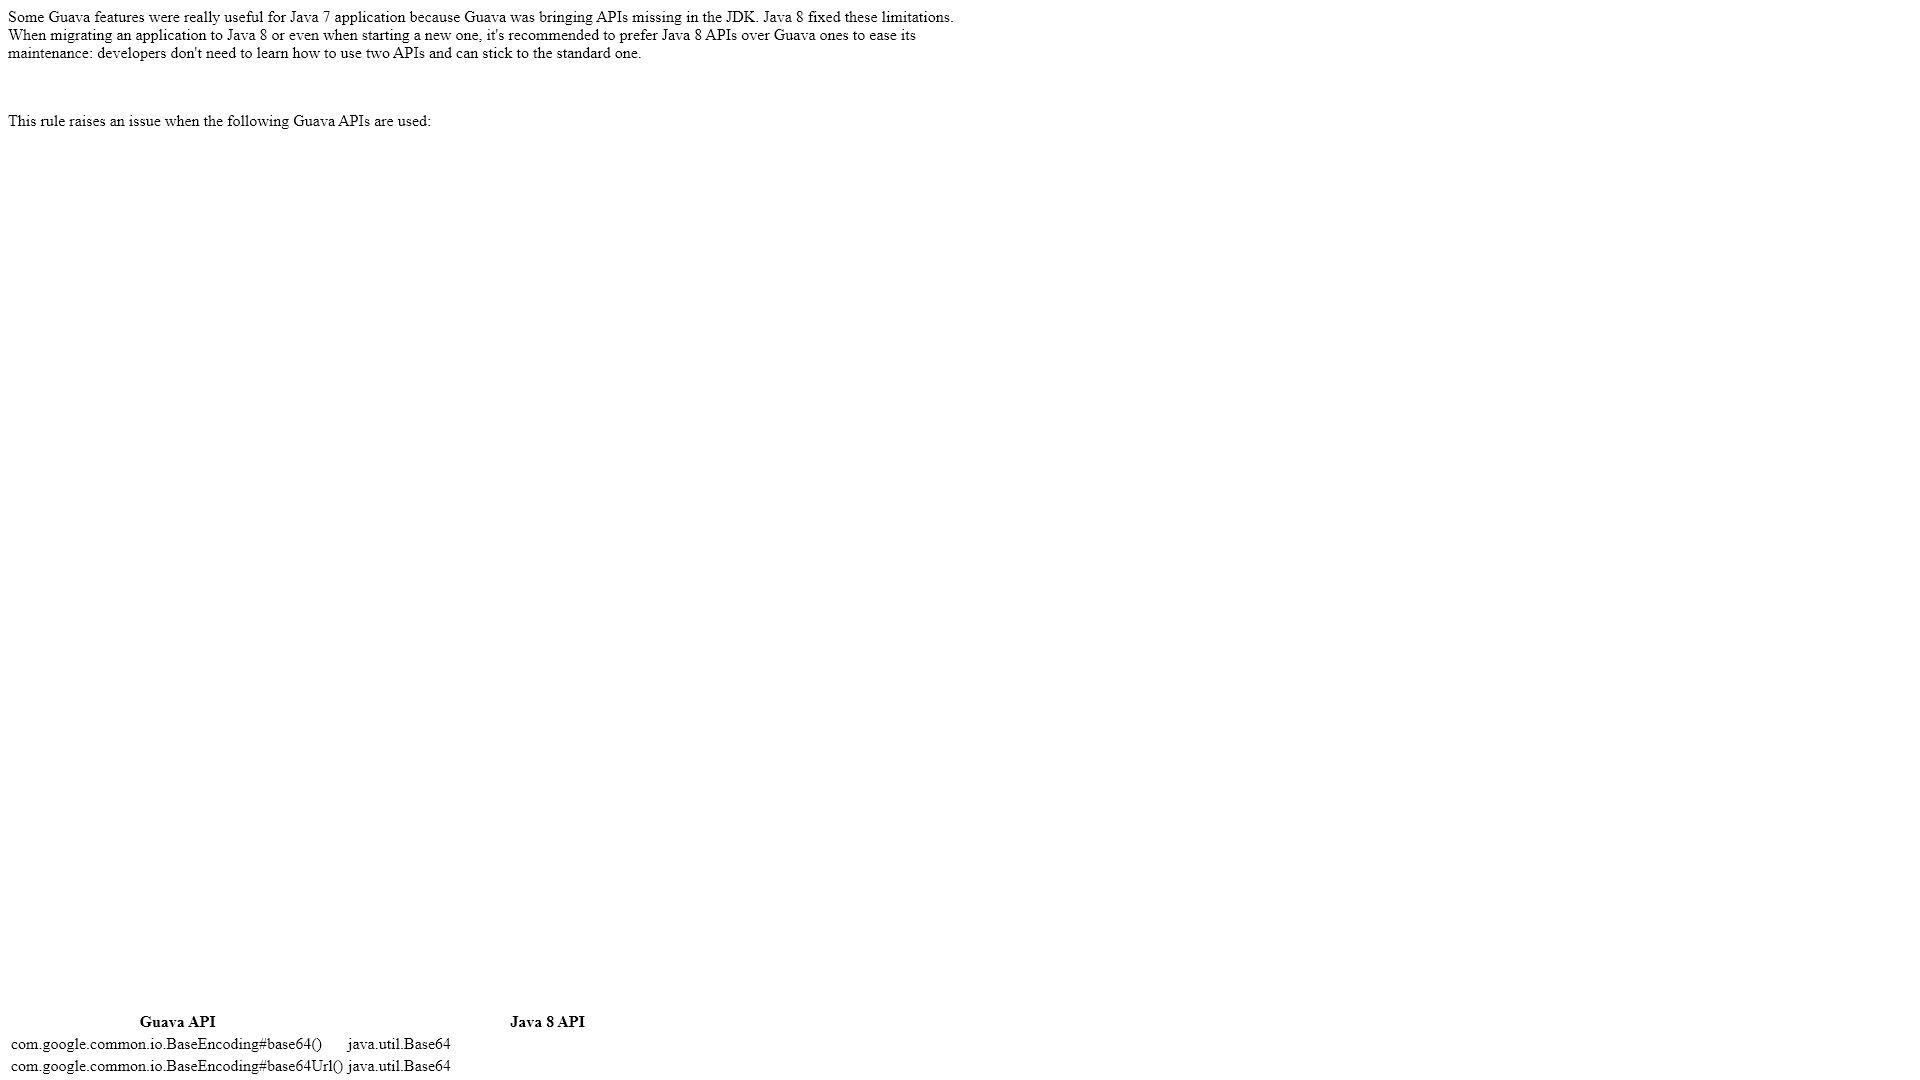 Some Guava features were really useful for Java 7 application because Guava was bringing APIs missing in the JDK. Java 8 fixed these limitations.
When migrating an application to Java 8 or even when starting a new one, it's recommended to prefer Java 8 APIs over Guava ones to ease its
maintenance: developers don't need to learn how to use two APIs and can stick to the standard one.
This rule raises an issue when the following Guava APIs are used:
Guava API Java 8 API
com.google.common.io.BaseEncoding#base64() java.util.Base64
com.google.common.io.BaseEncoding#base64Url() java.util.Base64